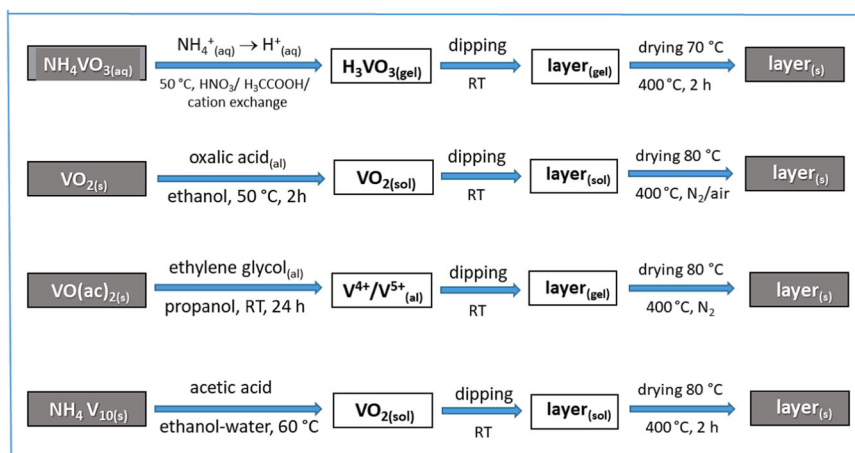 NH₄⁺(aq) → H⁺(aq)
dipping
drying 70 °C
NH₄VO₃(aq)
H₃VO₃(gel)
layer(gel)
layer(s)
50 °C, HNO₃/ H₃CCOOH/
cation exchange
RT
400 °C, 2 h
oxalic acid(al)
dipping
drying 80 °C
VO₂(s)
VO₂(sol)
layer(sol)
layer(s)
ethanol, 50 °C, 2h
RT
400 °C, N₂/air
ethylene glycol(al)
dipping
drying 80 °C
VO(ac)₂(s)
V⁴⁺/V⁵⁺(al)
layer(gel)
layer(s)
propanol, RT, 24 h
RT
400 °C, N₂
acetic acid
dipping
drying 80 °C
NH₄ V₁₀(s)
VO₂(sol)
layer(sol)
layer(s)
ethanol-water, 60 °C
RT
400 °C, 2 h